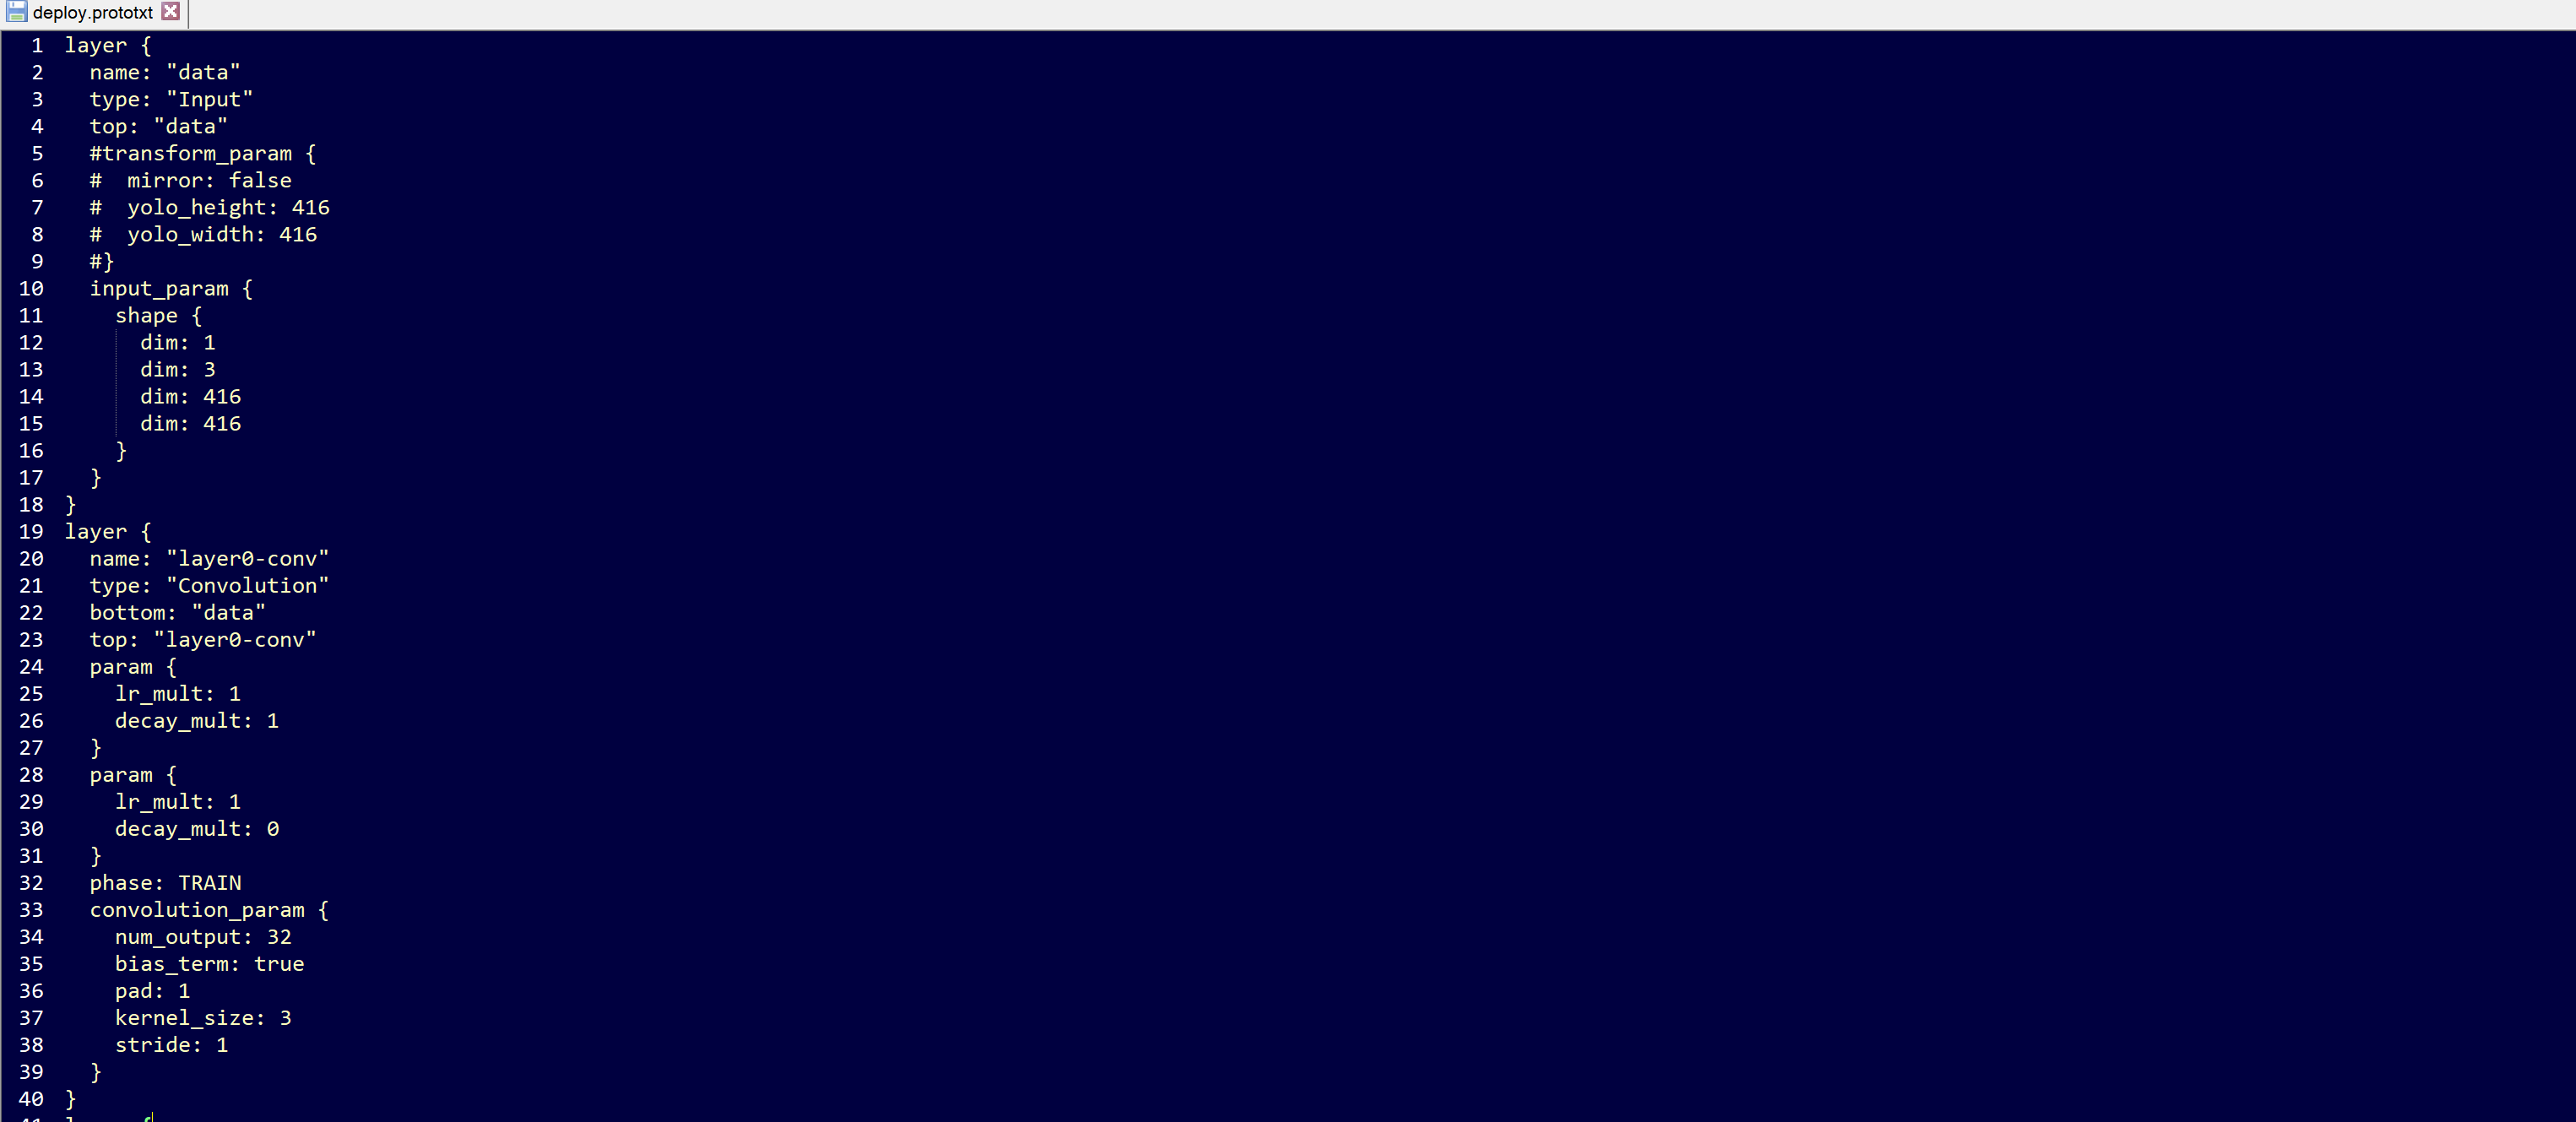 deploy.prototxt
1 layer {
2   name: "data"
3   type: "Input"
4   top: "data"
5   #transform_param {
6   #  mirror: false
7   #  yolo_height: 416
8   #  yolo_width: 416
9   #}
10   input_param {
11     shape {
12       dim: 1
13       dim: 3
14       dim: 416
15       dim: 416
16     }
17   }
18 }
19 layer {
20   name: "layer0-conv"
21   type: "Convolution"
22   bottom: "data"
23   top: "layer0-conv"
24   param {
25     lr_mult: 1
26     decay_mult: 1
27   }
28   param {
29     lr_mult: 1
30     decay_mult: 0
31   }
32   phase: TRAIN
33   convolution_param {
34     num_output: 32
35     bias_term: true
36     pad: 1
37     kernel_size: 3
38     stride: 1
39   }
40 }